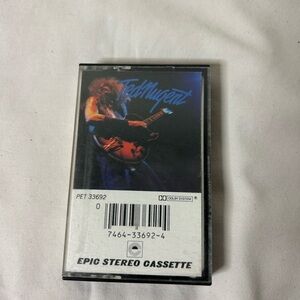 Ted Nugent
PET 33692
DOLBY SYSTEM
0
7464-33692-4
EPIC STEREO CASSETTE